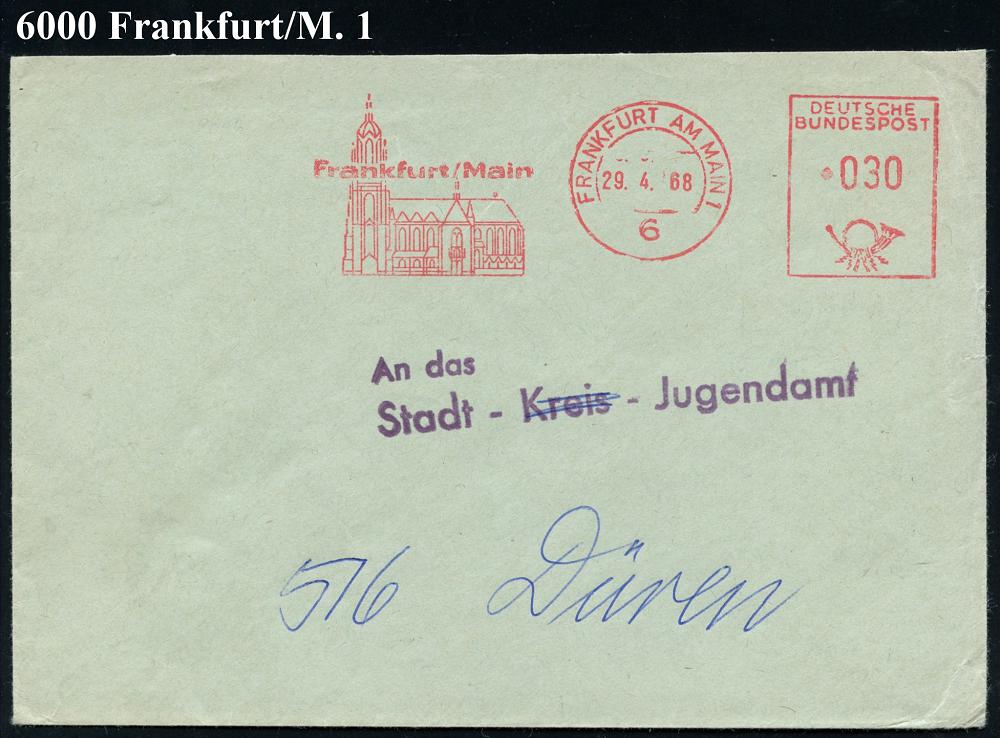 6000 Frankfurt/M. 1
Frankfurt/Main
FRANKFURT AM MAIN 1
29. 4. 68
6
DEUTSCHE
BUNDESPOST
030
An das
Stadt - Kreis - Jugendamt
516 Düren